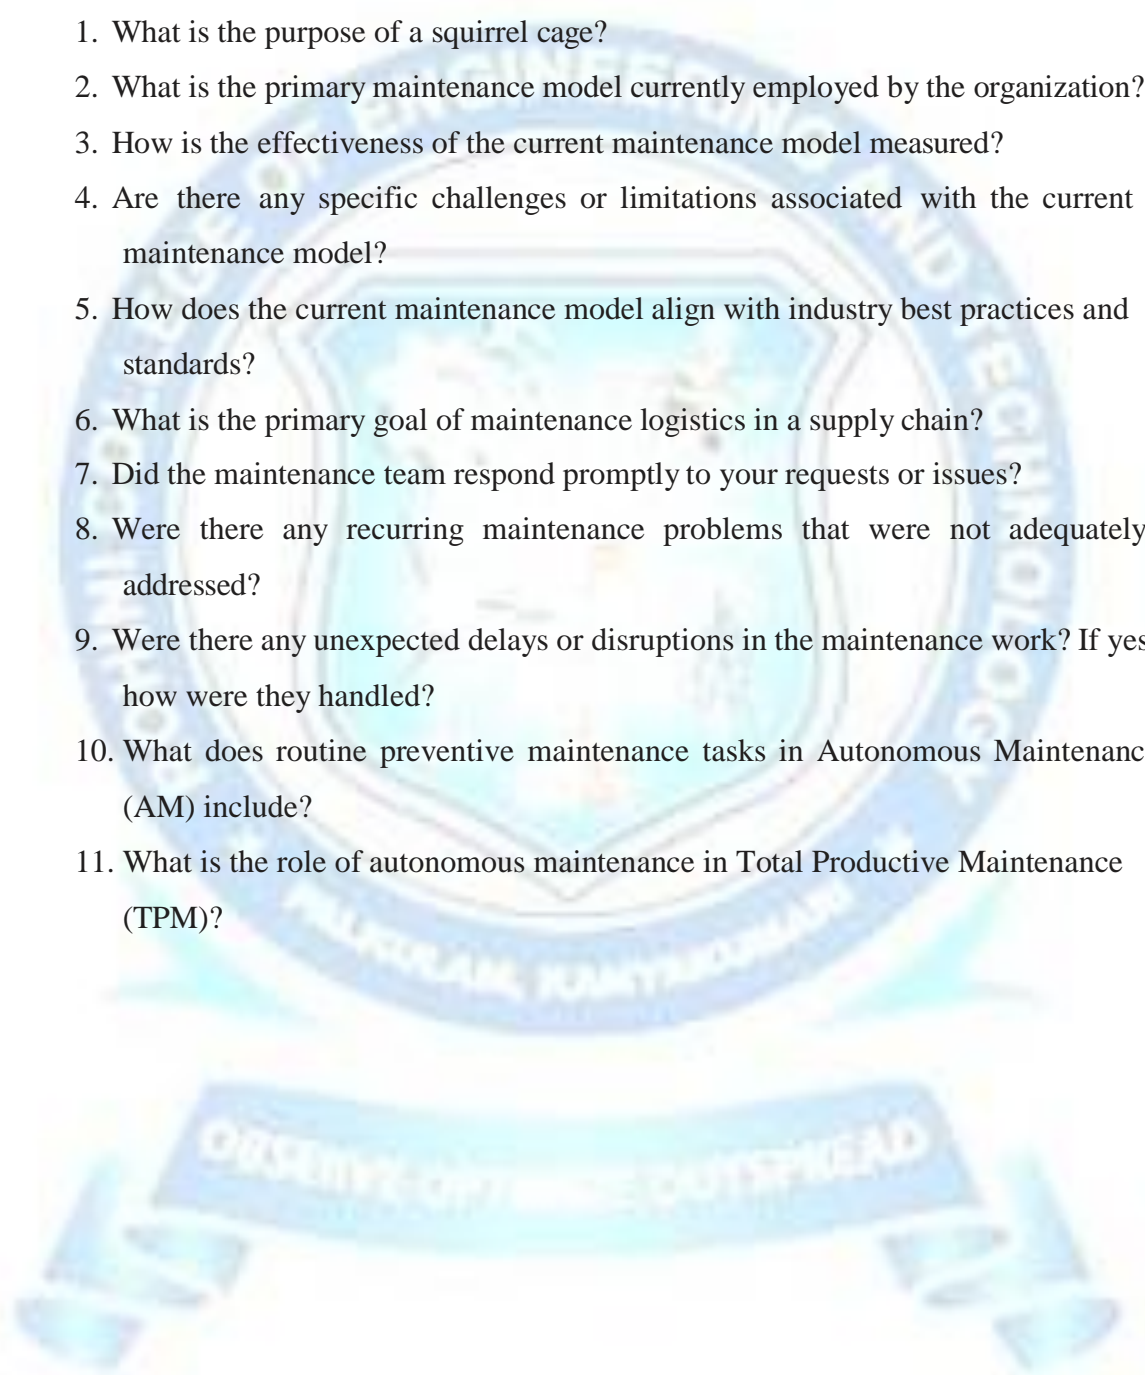 1. What is the purpose of a squirrel cage?
2. What is the primary maintenance model currently employed by the organization?
3. How is the effectiveness of the current maintenance model measured?
4. Are there any specific challenges or limitations associated with the current
maintenance model?
5. How does the current maintenance model align with industry best practices and
standards?
6. What is the primary goal of maintenance logistics in a supply chain?
7. Did the maintenance team respond promptly to your requests or issues?
8. Were there any recurring maintenance problems that were not adequately
addressed?
9. Were there any unexpected delays or disruptions in the maintenance work? If yes
how were they handled?
10. What does routine preventive maintenance tasks in Autonomous Maintenanc
(AM) include?
11. What is the role of autonomous maintenance in Total Productive Maintenance
(TPM)?
OF ENGINEERING AND TECHNOLOGY
KANYAKUMARI
OUTSPREAD